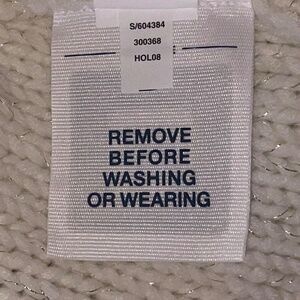 S/604384
300368
HOL08
REMOVE
BEFORE
WASHING
OR WEARING